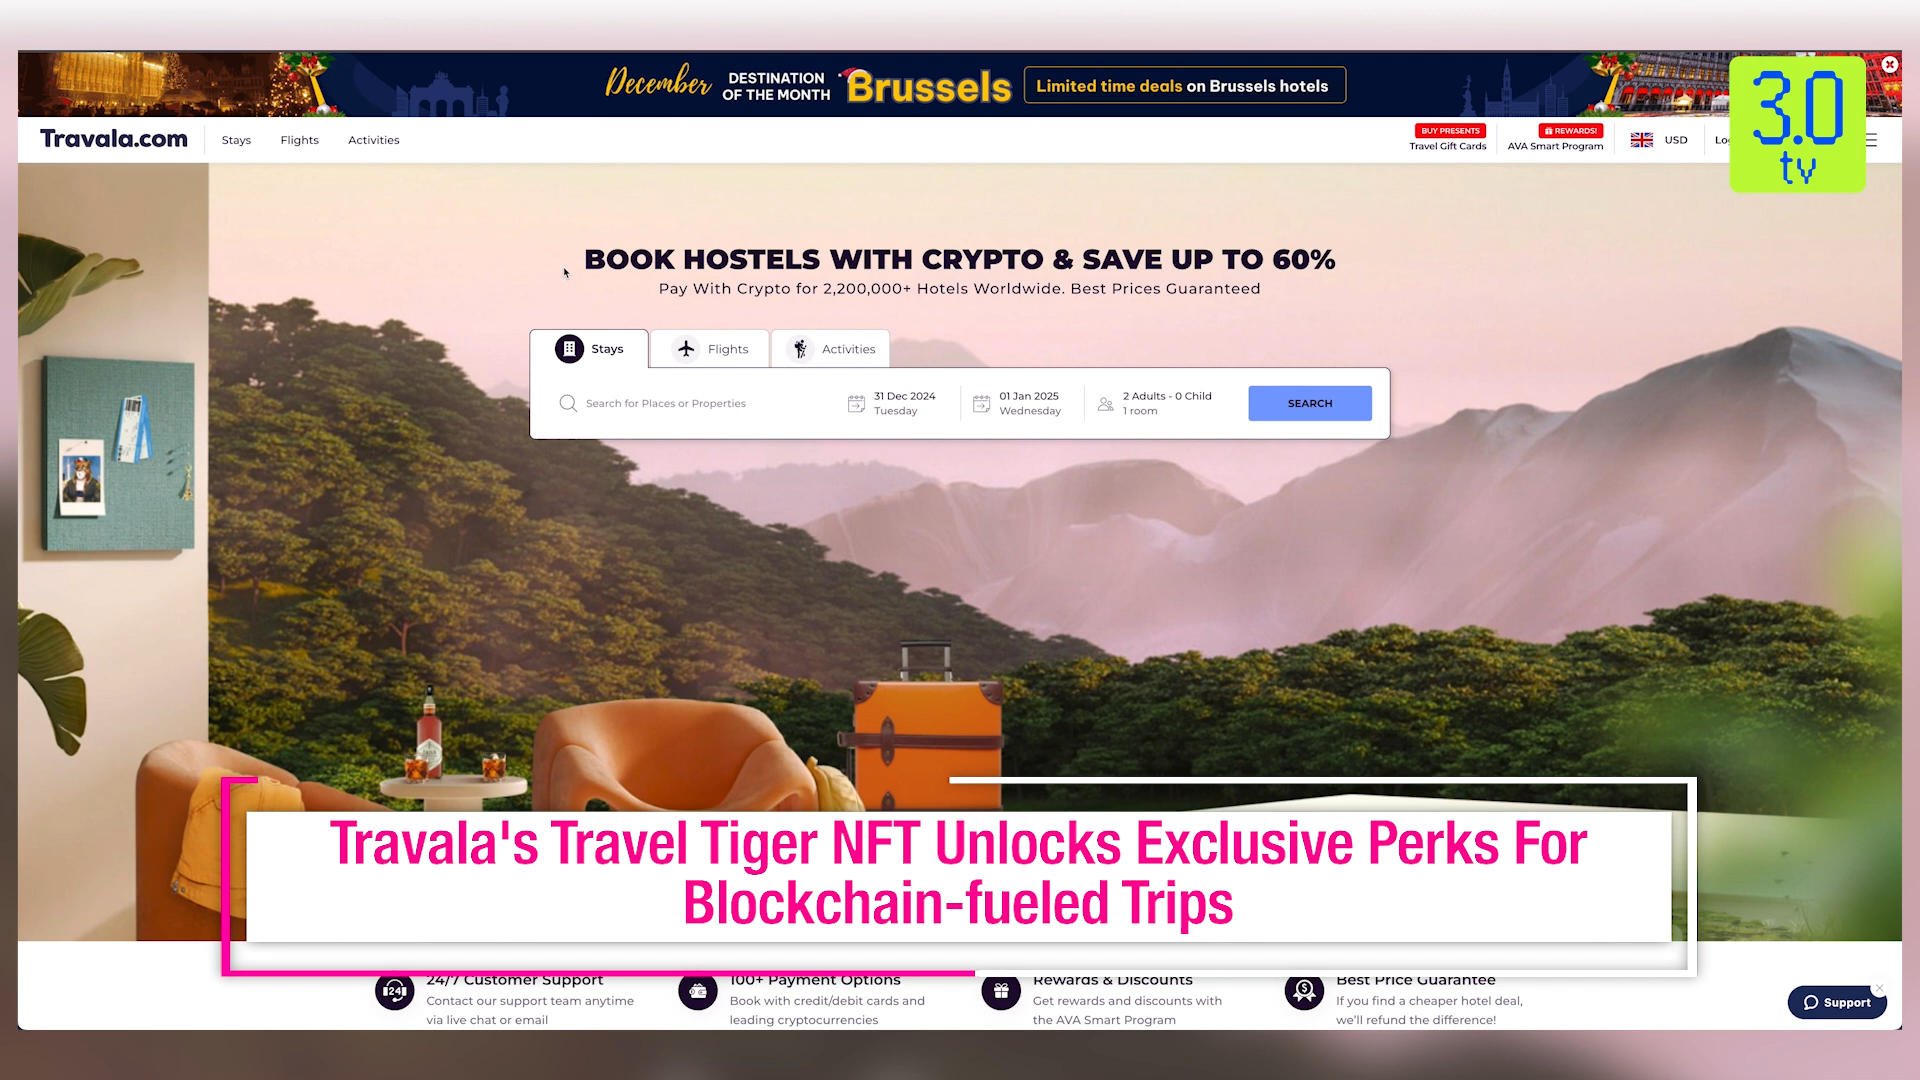 December DESTINATION OF THE MONTH Brussels Limited time deals on Brussels hotels
3.0
tv
Travala.com Stays Flights Activities
BUY PRESENTS
Travel Gift Cards
REWARDS!
AVA Smart Program
USD
BOOK HOSTELS WITH CRYPTO & SAVE UP TO 60%
Pay With Crypto for 2,200,000+ Hotels Worldwide. Best Prices Guaranteed
Stays Flights Activities
Search for Places or Properties
31 Dec 2024
Tuesday
01 Jan 2025
Wednesday
2 Adults - 0 Child
1 room
SEARCH
Travala's Travel Tiger NFT Unlocks Exclusive Perks For
Blockchain-fueled Trips
24/7 Customer Support
Contact our support team anytime
via live chat or email
100+ Payment Options
Book with credit/debit cards and
leading cryptocurrencies
Rewards & Discounts
Get rewards and discounts with
the AVA Smart Program
Best Price Guarantee
If you find a cheaper hotel deal,
we'll refund the difference!
Support